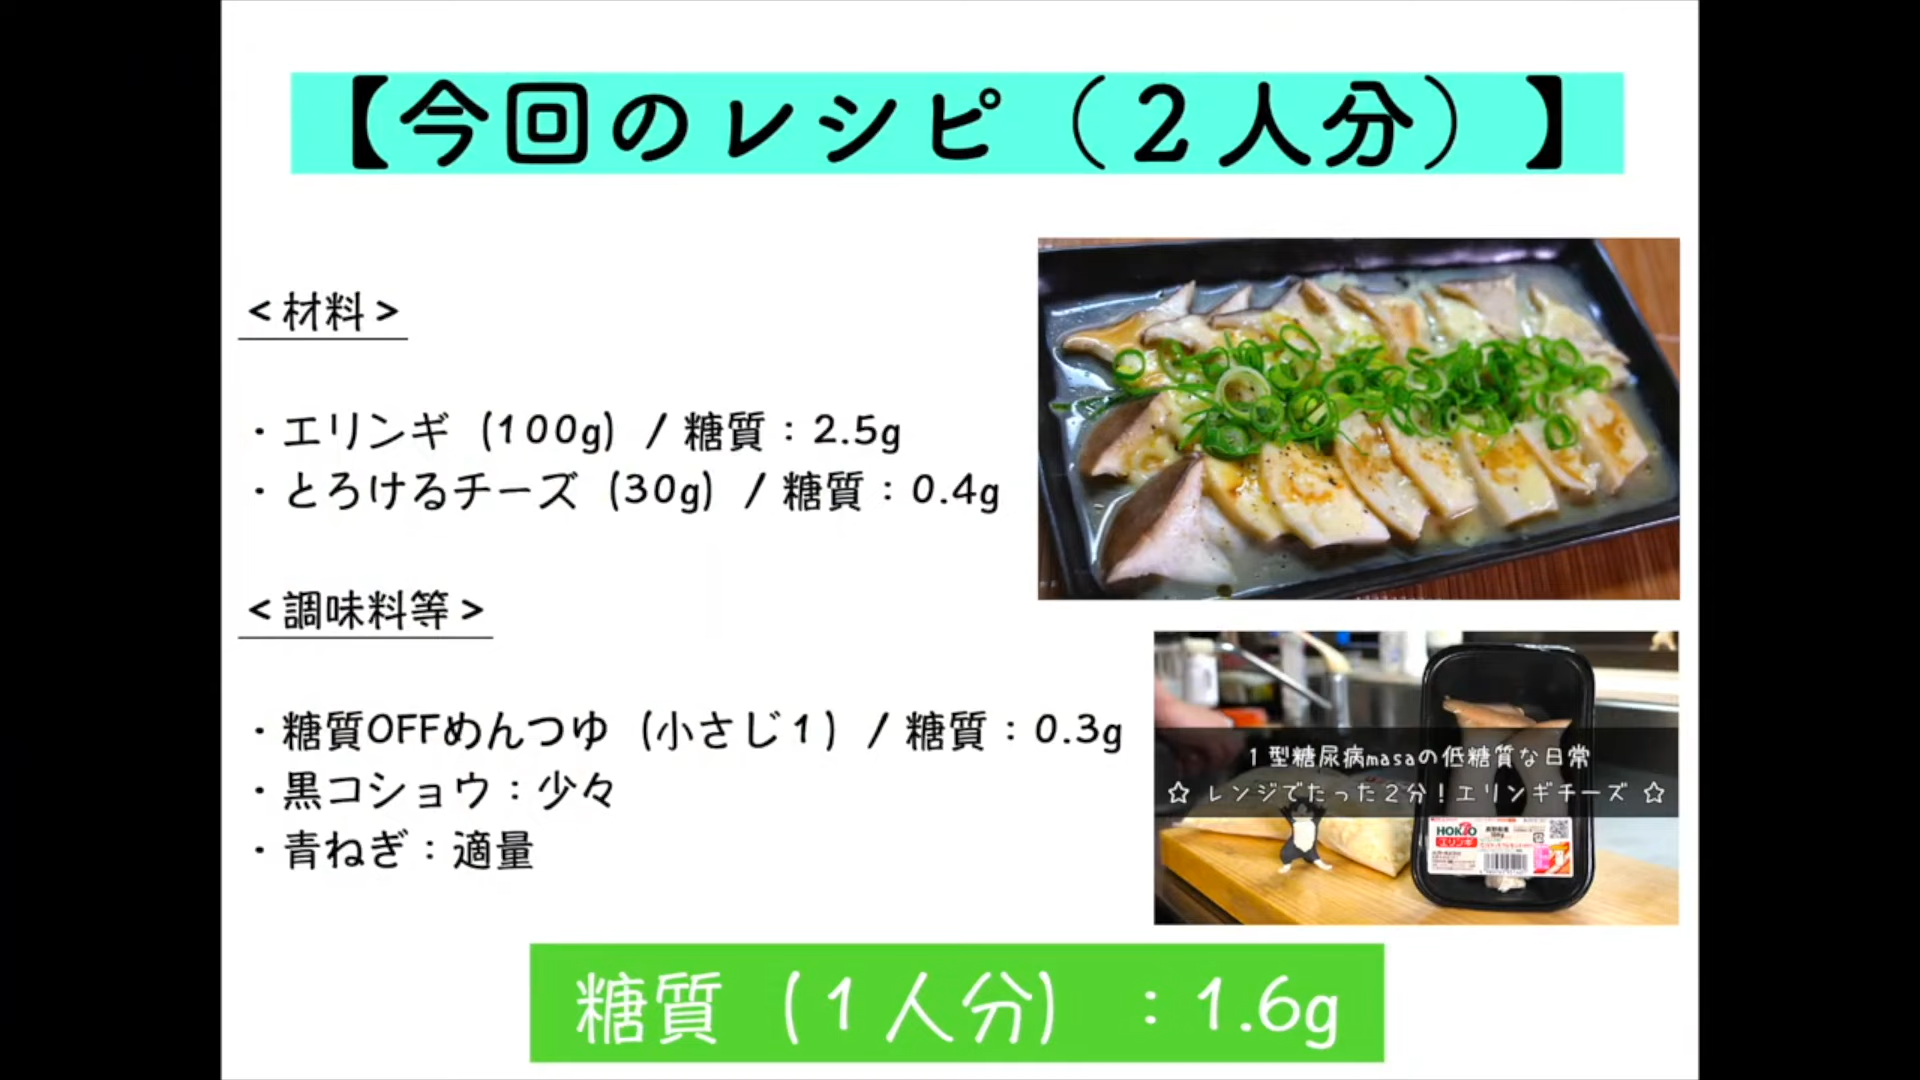 【今回のレシピ（２人分）】
＜材料＞
・エリンギ（100g）/ 糖質：2.5g
・とろけるチーズ（30g）/ 糖質：0.4g
＜調味料等＞
・糖質OFFめんつゆ（小さじ１）/ 糖質：0.3g
・黒コショウ：少々
・青ねぎ：適量
１型糖尿病masaの低糖質な日常
☆ レンジでたった２分！エリンギチーズ ☆
HOKTO
エリンギ
糖質（１人分）：1.6g